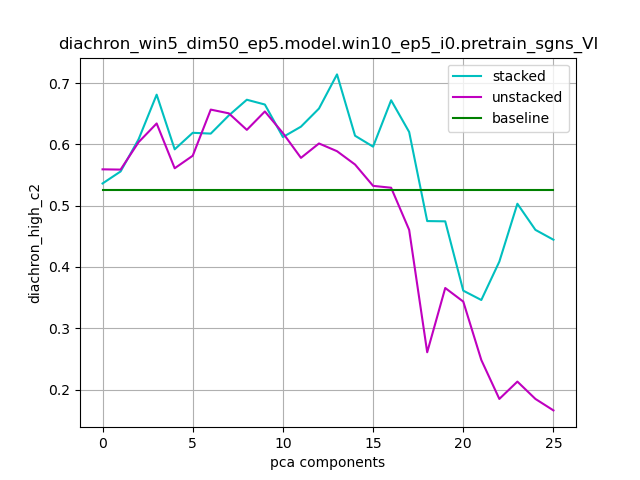 diachron_win5_dim50_ep5.model.win10_ep5_i0.pretrain_sgns_VI
0.7
0.6
0.5
0.4
0.3
0.2
diachron_high_c2
stacked
unstacked
baseline
0 5 10 15 20 25
pca components